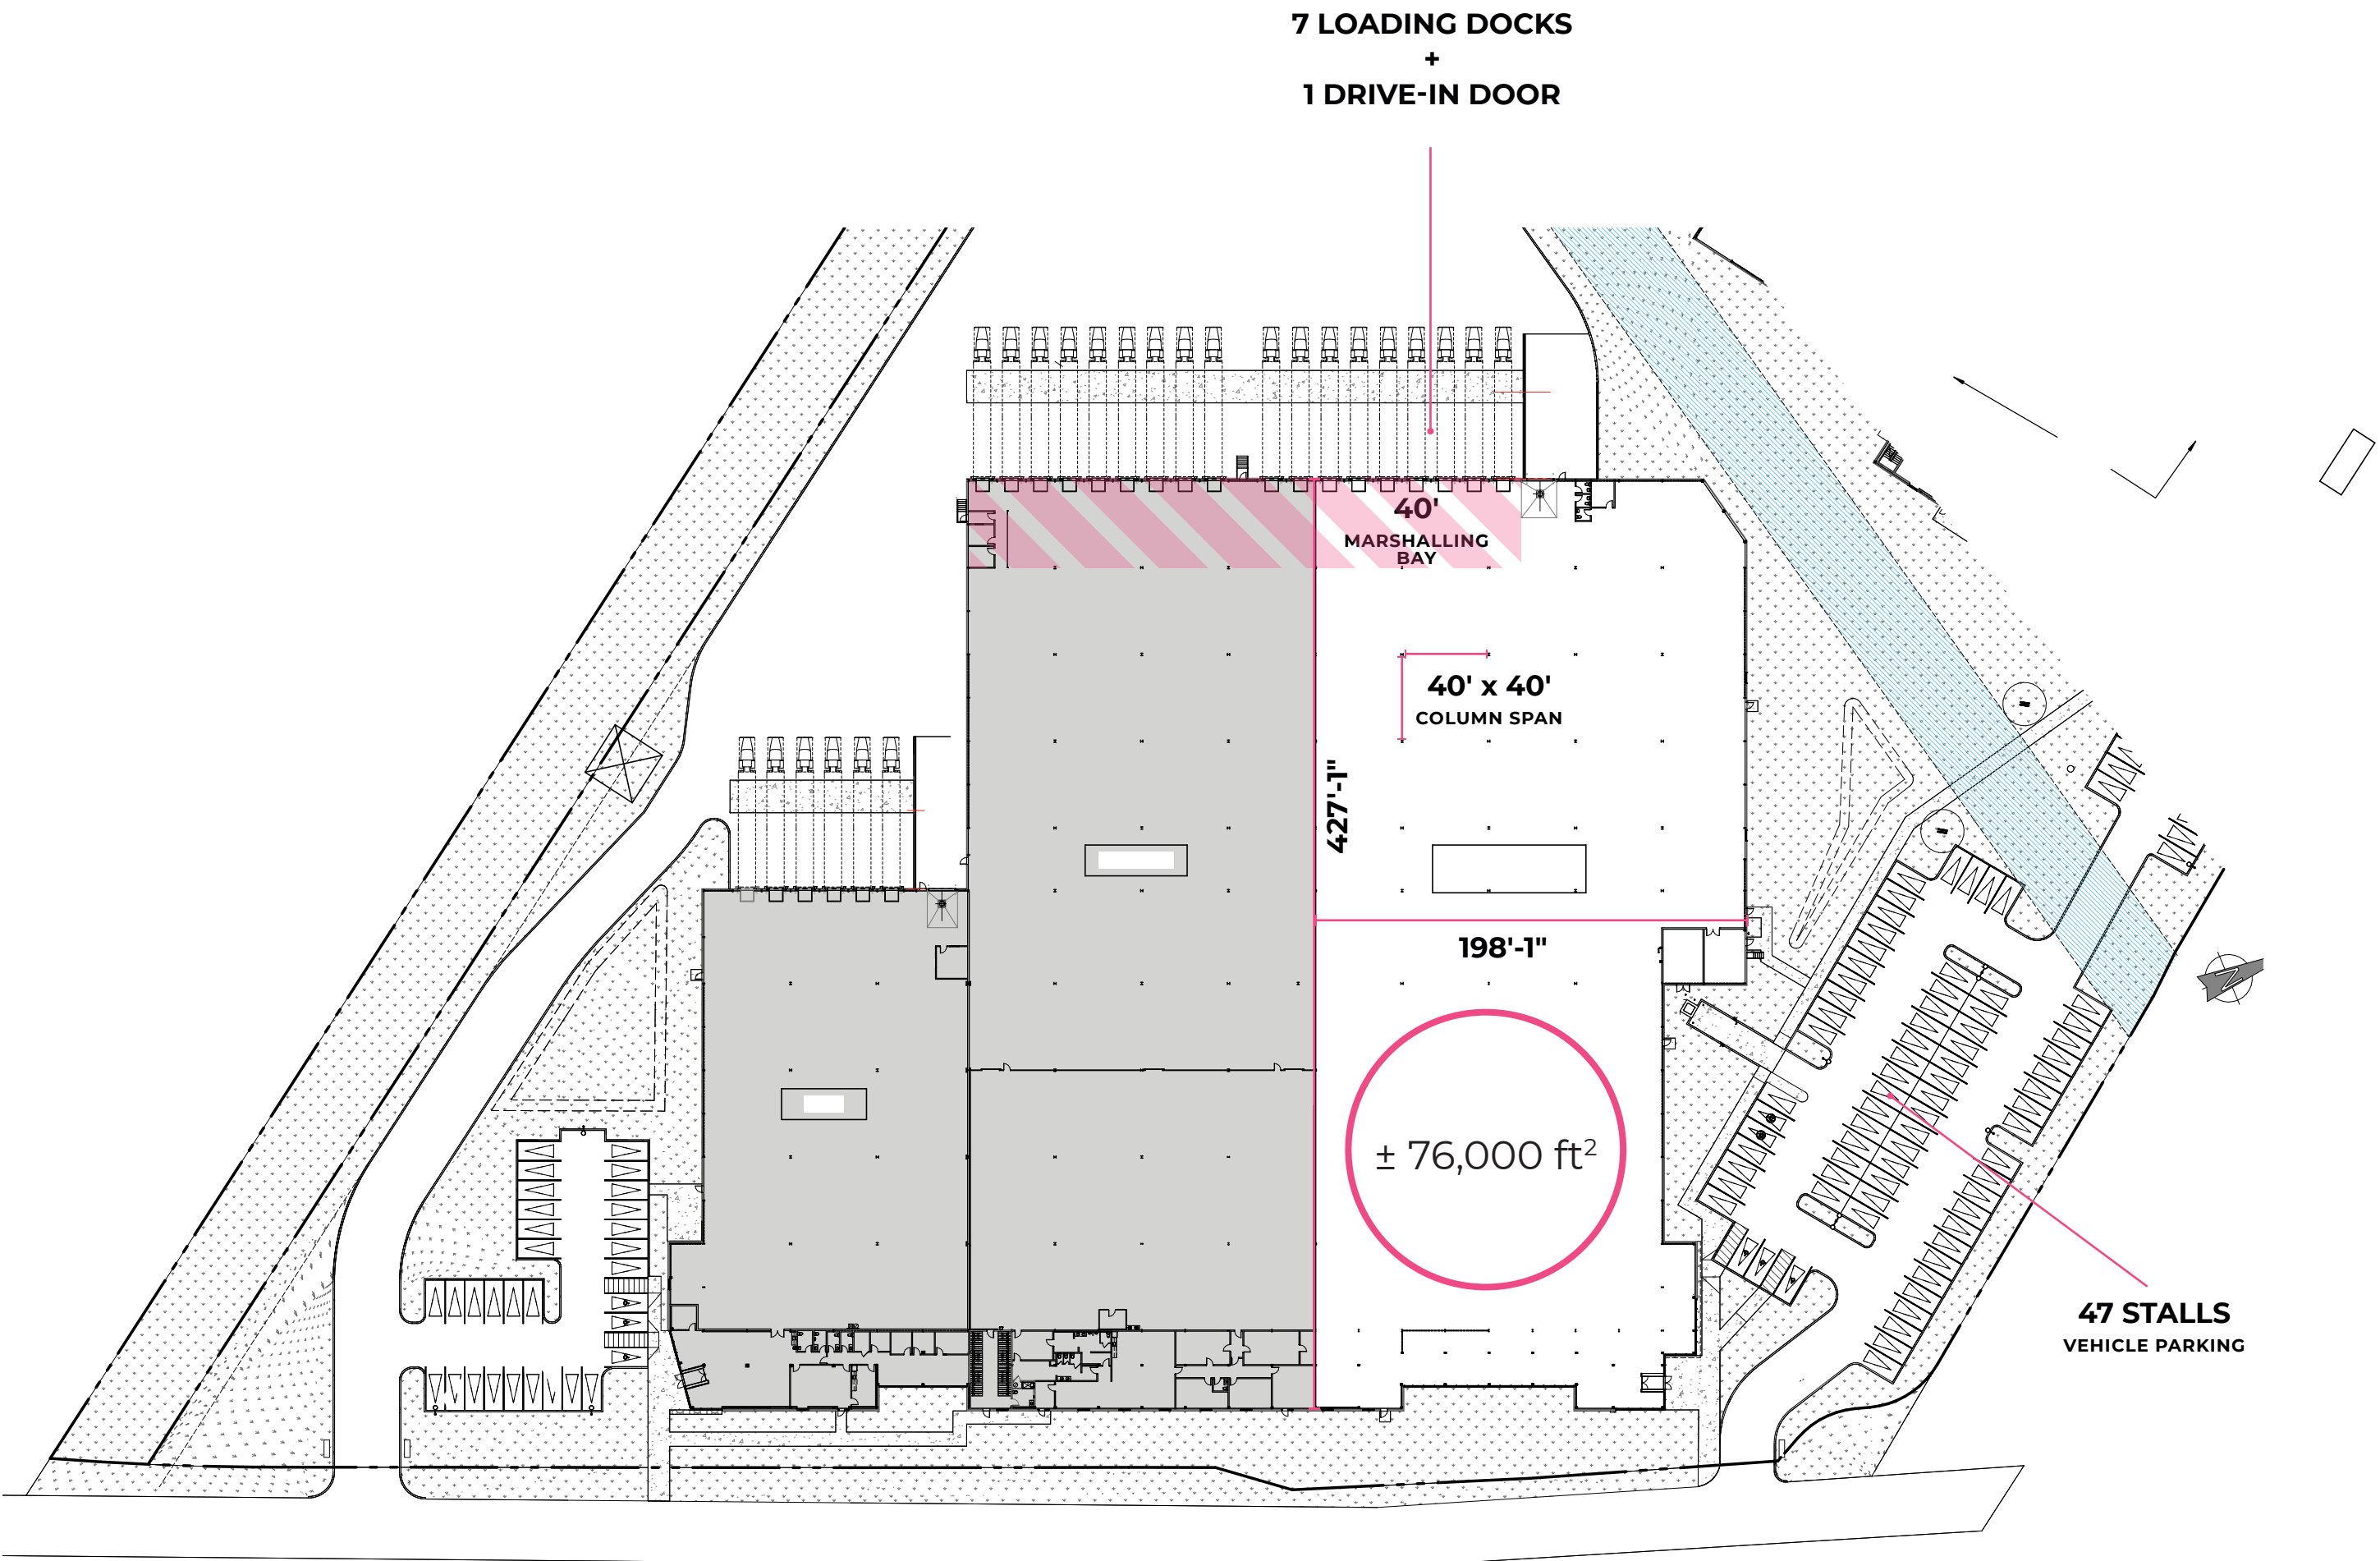 7 LOADING DOCKS
+
1 DRIVE-IN DOOR
40'
MARSHALLING
BAY
40' x 40'
COLUMN SPAN
427'-1"
198'-1"
± 76,000 ft²
47 STALLS
VEHICLE PARKING
N